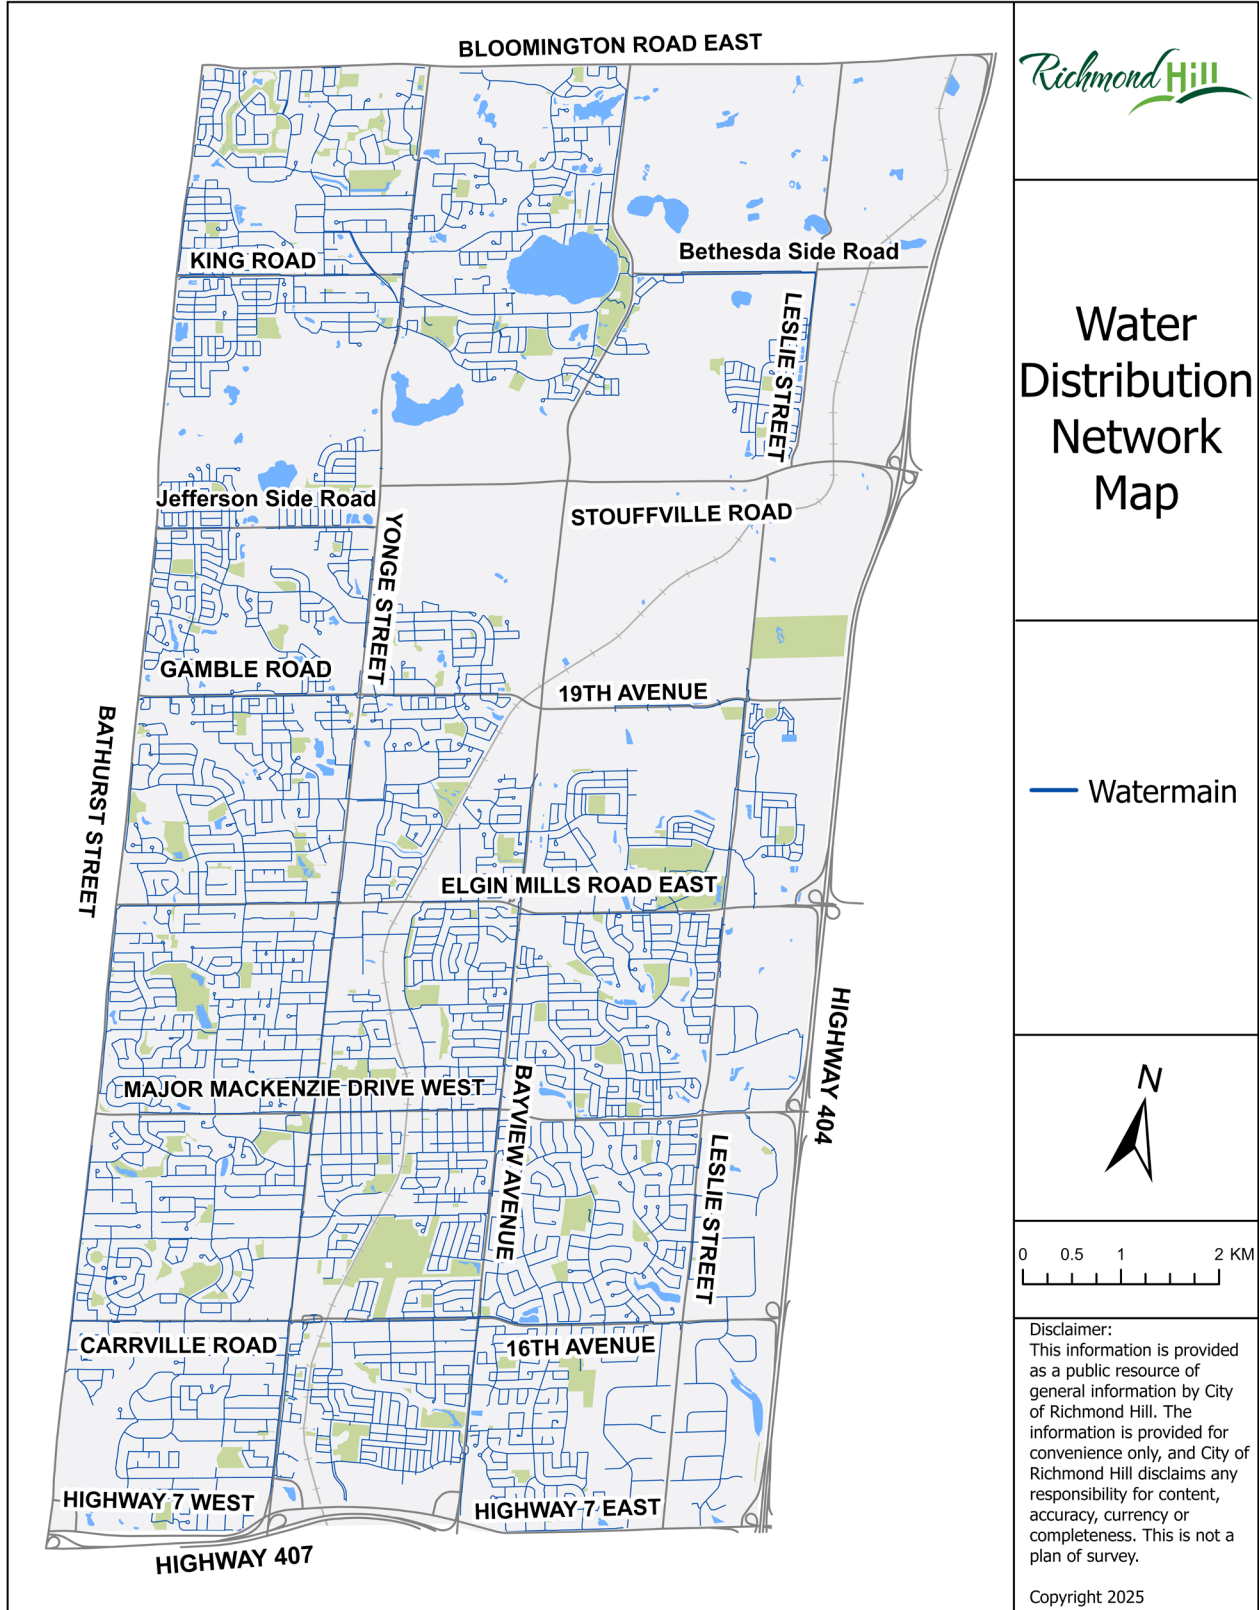 BLOOMINGTON ROAD EAST
KING ROAD
Bethesda Side Road
LESLIE STREET
Jefferson Side Road
STOUFFVILLE ROAD
YONGE STREET
GAMBLE ROAD
19TH AVENUE
BATHURST STREET
ELGIN MILLS ROAD EAST
HIGHWAY 404
MAJOR MACKENZIE DRIVE WEST
BAYVIEW AVENUE
LESLIE STREET
CARRVILLE ROAD
16TH AVENUE
HIGHWAY 7 WEST
HIGHWAY 7 EAST
HIGHWAY 407
Richmond Hill
Water
Distribution
Network
Map
Watermain
N
0 0.5 1 2 KM
Disclaimer:
This information is provided
as a public resource of
general information by City
of Richmond Hill. The
information is provided for
convenience only, and City of
Richmond Hill disclaims any
responsibility for content,
accuracy, currency or
completeness. This is not a
plan of survey.
Copyright 2025